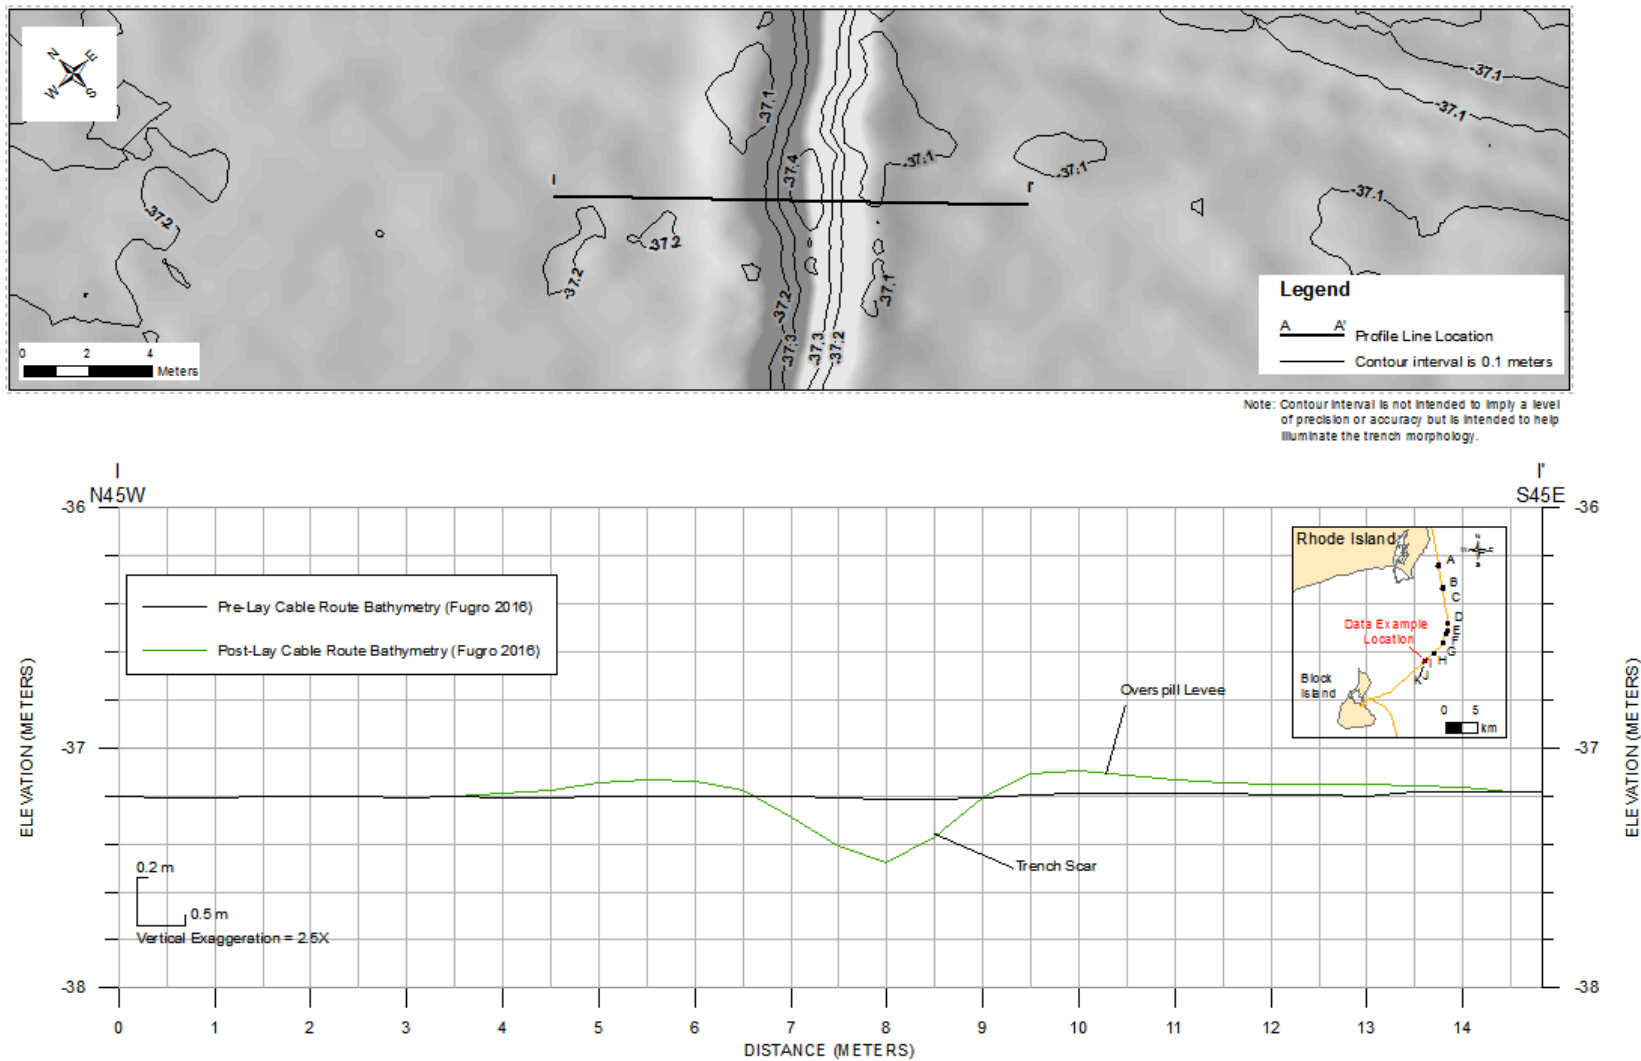 N
E
W
S
-37.1
-37.1
-37.1
-37.4
-37.1
-37.1
I
I'
-37.1
-37.2
-37.2
-37.2
-37.1
-37.2
-37.3
-37.3
-37.2
0 2 4
Meters
Legend
A A' Profile Line Location
Contour interval is 0.1 meters
Note: Contour interval is not intended to imply a level
of precision or accuracy but is intended to help
illuminate the trench morphology.
I I'
N45W S45E
-36 -36
Rhode Island
N
A
B
C
D
E
F
G
H
I
J
K
Data Example
Location
Block
Island
0 5
km
Pre-Lay Cable Route Bathymetry (Fugro 2016)
Post-Lay Cable Route Bathymetry (Fugro 2016)
ELEVATION (METERS)
ELEVATION (METERS)
Overspill Levee
-37 -37
Trench Scar
0.2 m
0.5 m
Vertical Exaggeration = 2.5X
-38 -38
0 1 2 3 4 5 6 7 8 9 10 11 12 13 14
DISTANCE (METERS)